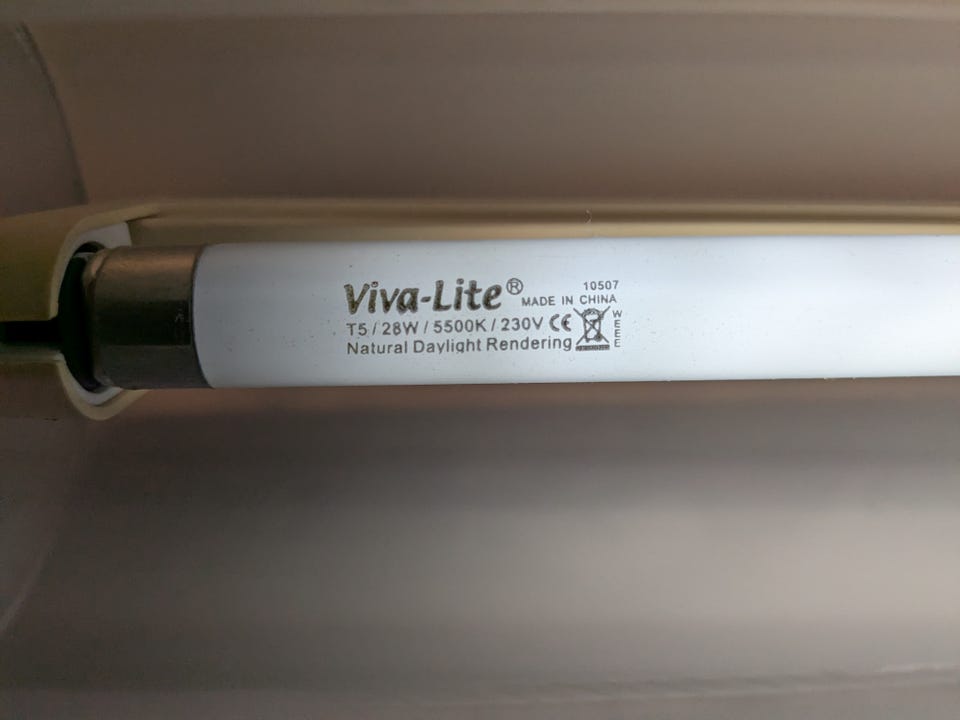 Viva-Lite®
10507
MADE IN CHINA
T5 / 28W / 5500K / 230V CE
Natural Daylight Rendering
WEEE